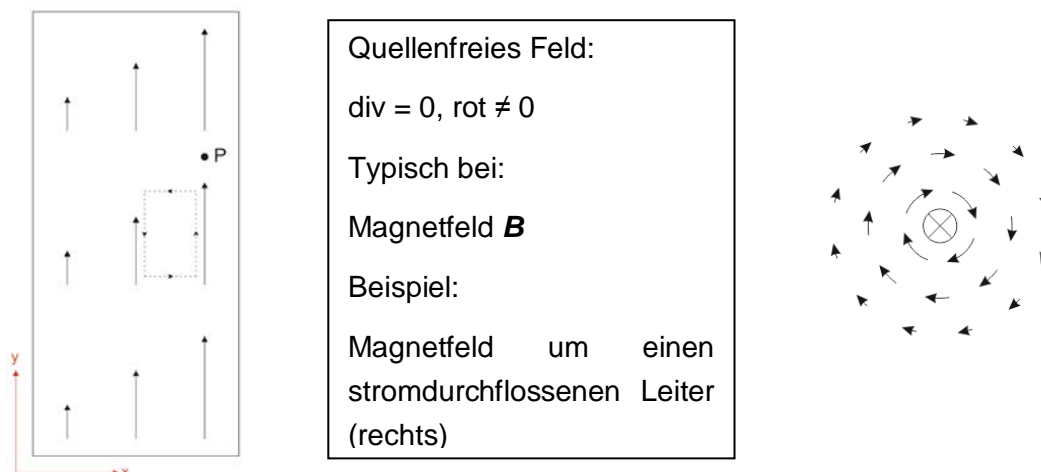 P
y
x
Quellenfreies Feld:
div = 0, rot ≠ 0
Typisch bei:
Magnetfeld B
Beispiel:
Magnetfeld um einen
stromdurchflossenen Leiter
(rechts)